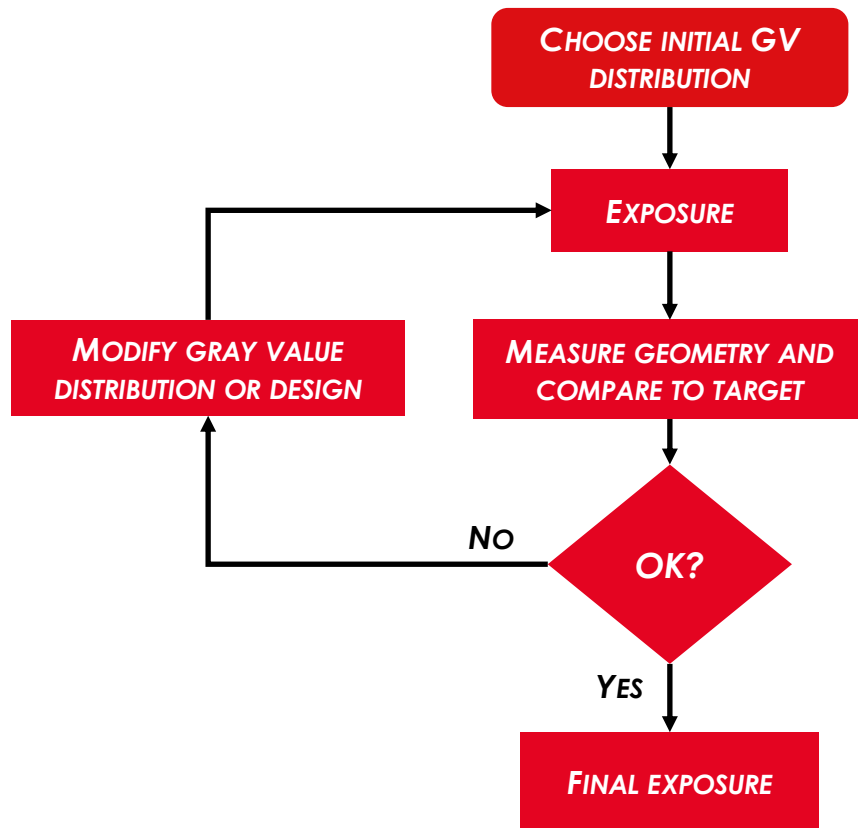 CHOOSE INITIAL GV
DISTRIBUTION
EXPOSURE
MEASURE GEOMETRY AND
COMPARE TO TARGET
MODIFY GRAY VALUE
DISTRIBUTION OR DESIGN
OK?
NO
YES
FINAL EXPOSURE